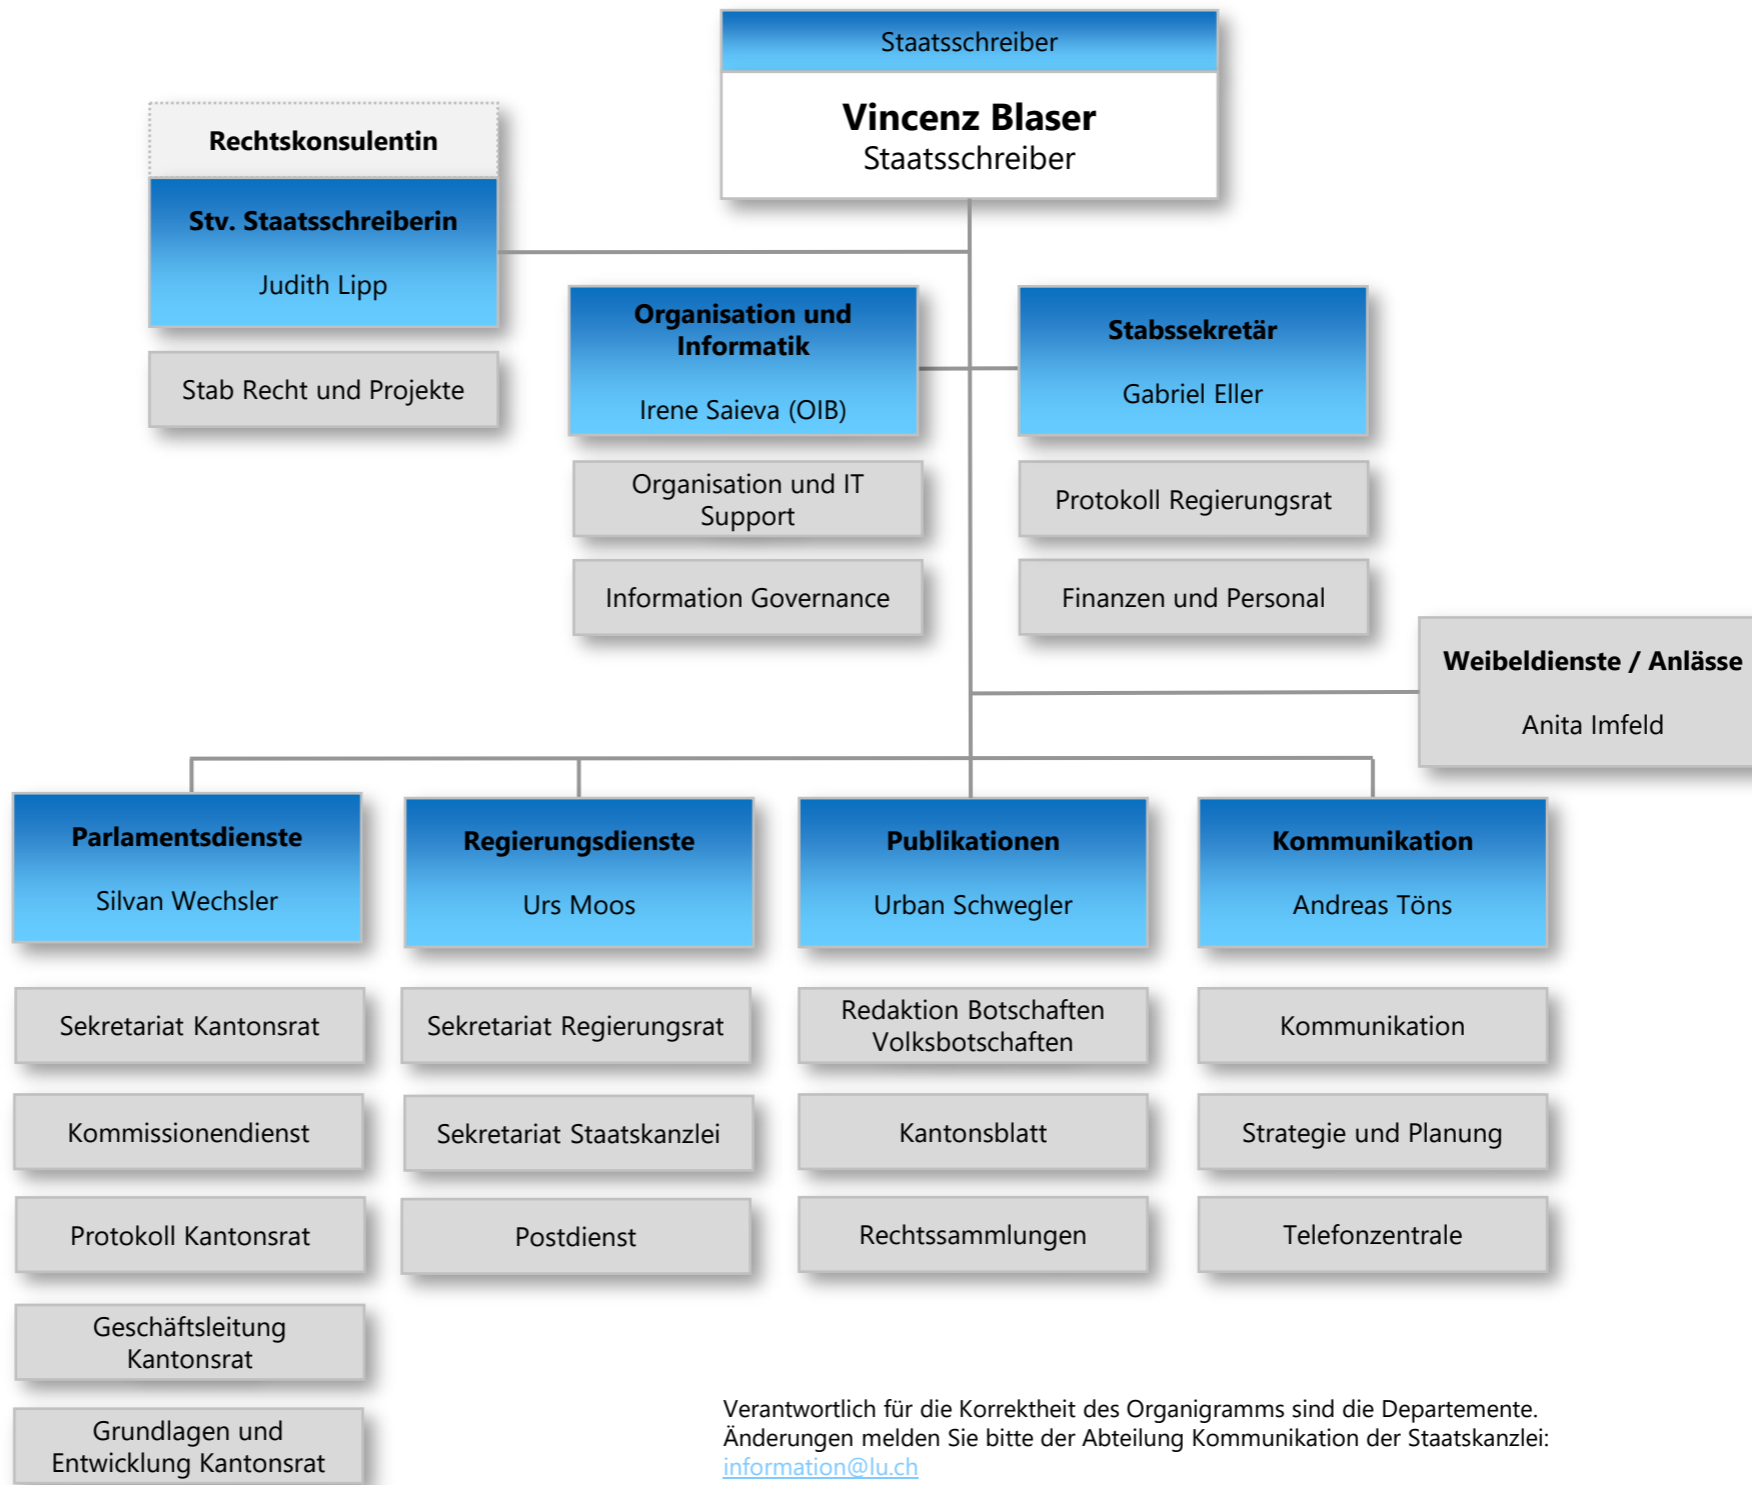 Staatsschreiber
Vincenz Blaser
Staatsschreiber
Rechtskonsulentin
Stv. Staatsschreiberin
Judith Lipp
Stab Recht und Projekte
Organisation und
Informatik
Irene Saieva (OIB)
Organisation und IT
Support
Information Governance
Stabssekretär
Gabriel Eller
Protokoll Regierungsrat
Finanzen und Personal
Weibeldienste / Anlässe
Anita Imfeld
Parlamentsdienste
Silvan Wechsler
Sekretariat Kantonsrat
Kommissionendienst
Protokoll Kantonsrat
Geschäftsleitung
Kantonsrat
Grundlagen und
Entwicklung Kantonsrat
Regierungsdienste
Urs Moos
Sekretariat Regierungsrat
Sekretariat Staatskanzlei
Postdienst
Publikationen
Urban Schwegler
Redaktion Botschaften
Volksbotschaften
Kantonsblatt
Rechtssammlungen
Kommunikation
Andreas Töns
Kommunikation
Strategie und Planung
Telefonzentrale
Verantwortlich für die Korrektheit des Organigramms sind die Departemente.
Änderungen melden Sie bitte der Abteilung Kommunikation der Staatskanzlei:
information@lu.ch